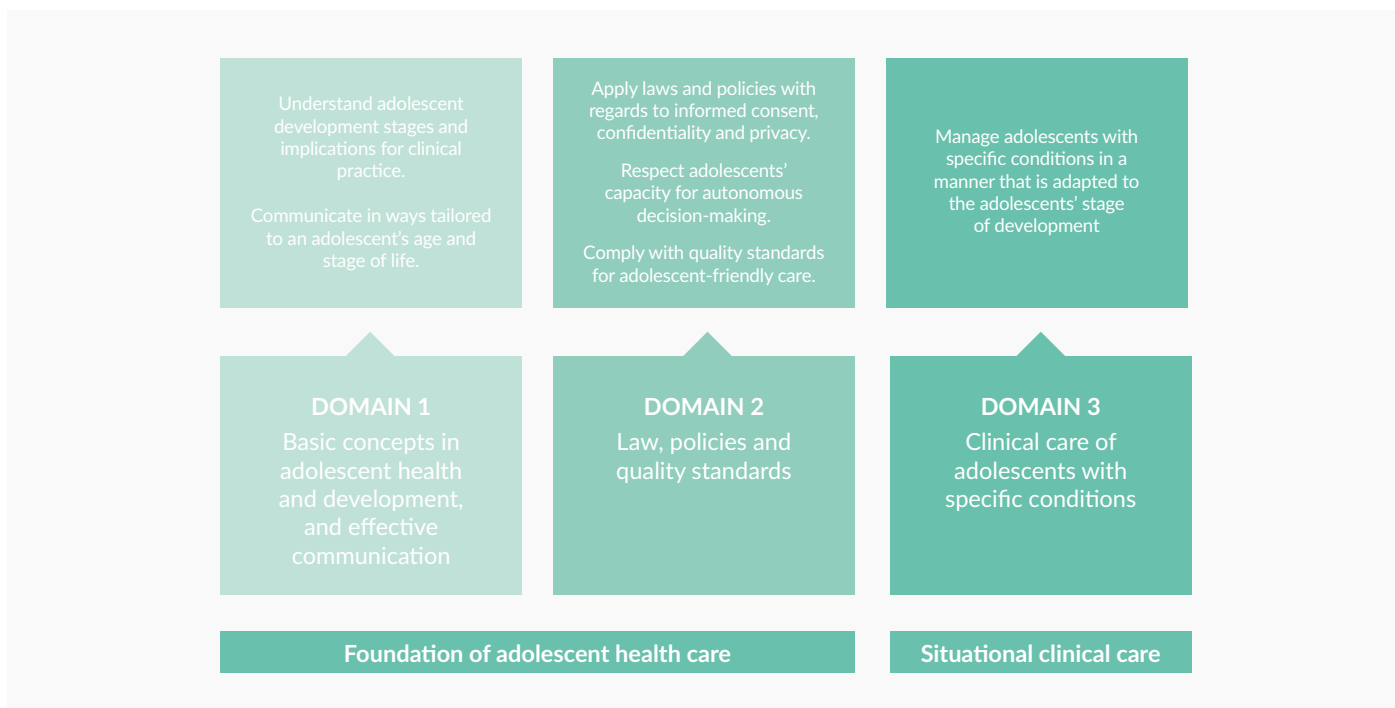 Understand adolescent
development stages and
implications for clinical
practice.
Communicate in ways tailored
to an adolescent's age and
stage of life.
Apply laws and policies with
regards to informed consent,
confidentiality and privacy.
Respect adolescents'
capacity for autonomous
decision-making.
Comply with quality standards
for adolescent-friendly care.
Manage adolescents with
specific conditions in a
manner that is adapted to
the adolescents' stage
of development
DOMAIN 1
Basic concepts in
adolescent health
and development,
and effective
communication
DOMAIN 2
Law, policies and
quality standards
DOMAIN 3
Clinical care of
adolescents with
specific conditions
Foundation of adolescent health care
Situational clinical care